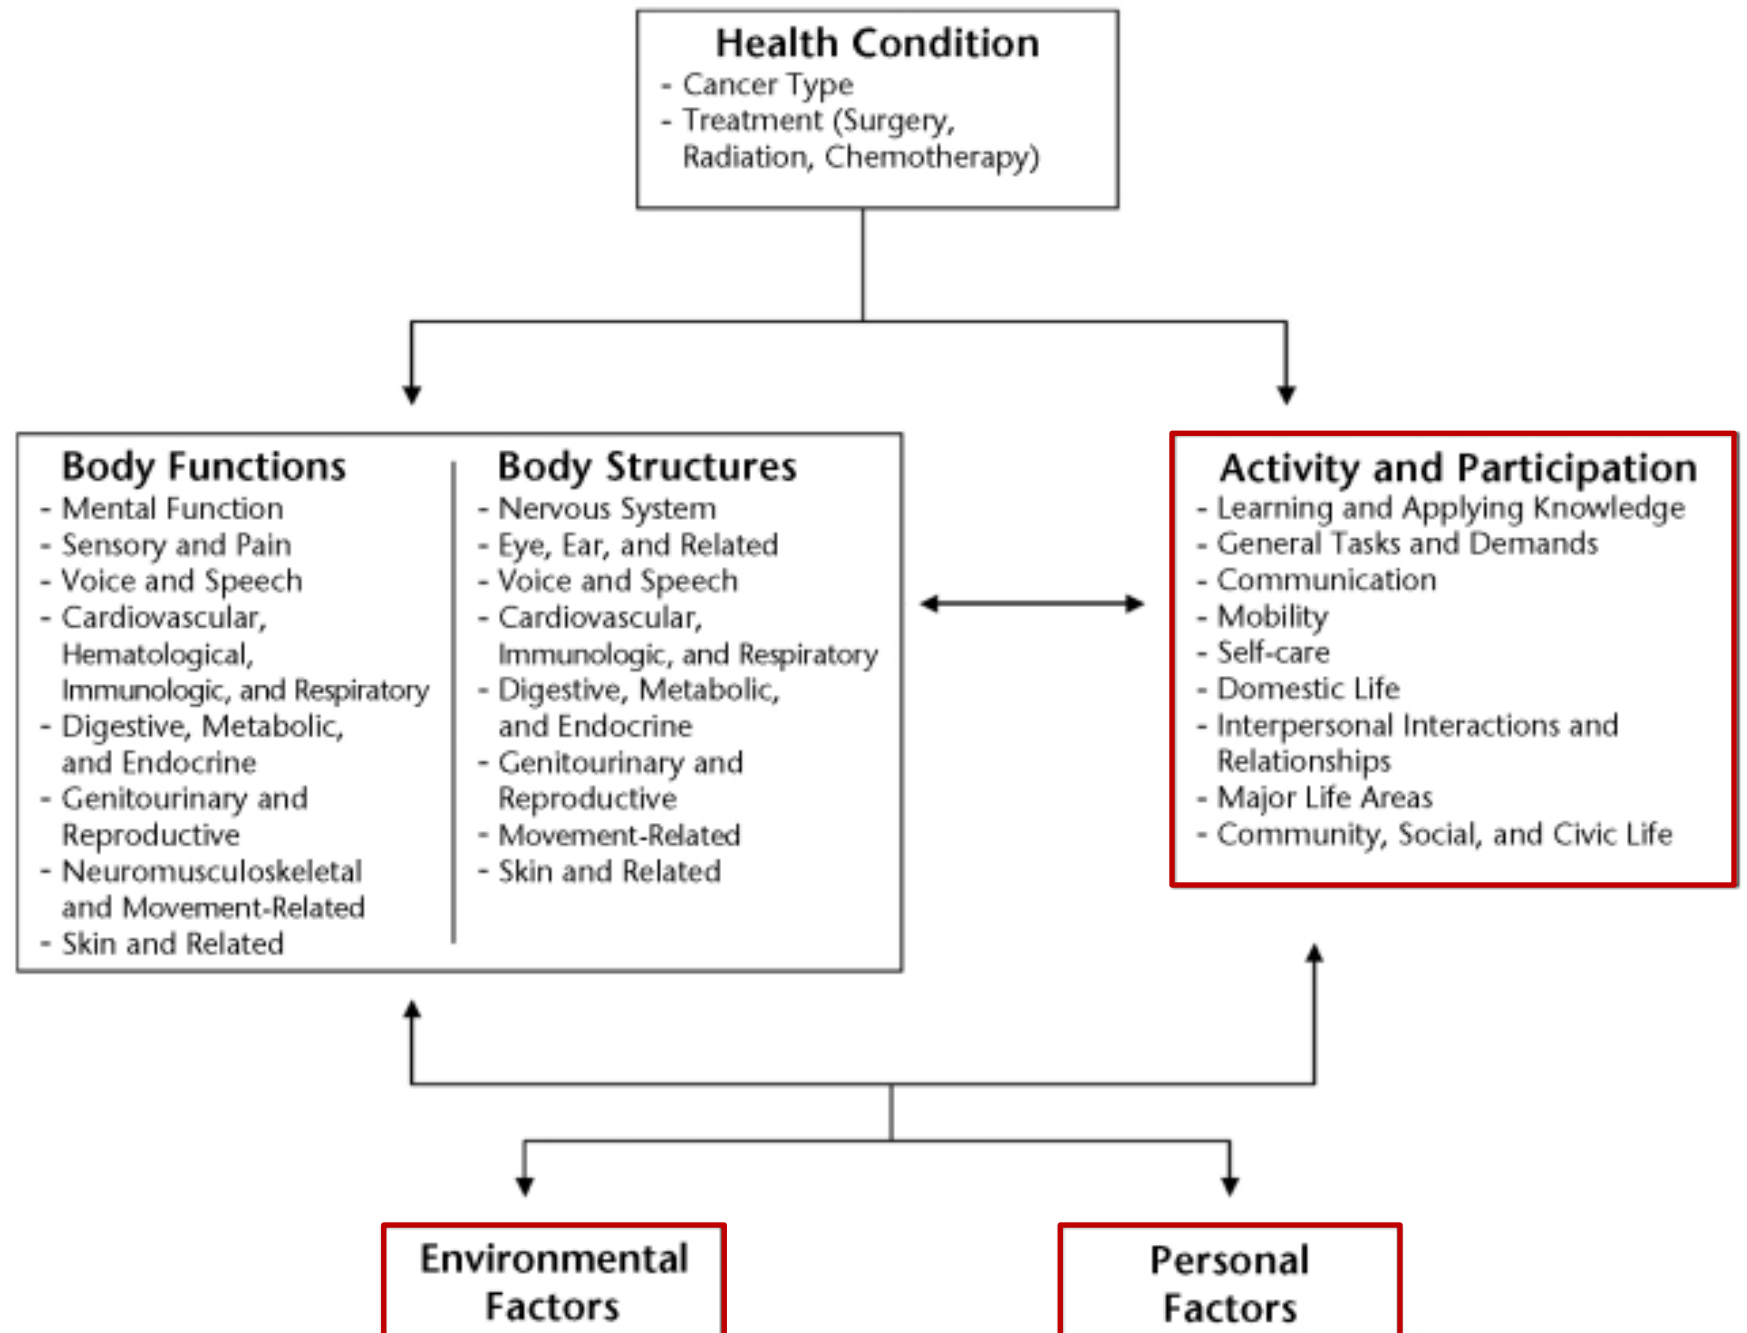 Health Condition
- Cancer Type
- Treatment (Surgery,
Radiation, Chemotherapy)
Body Functions
- Mental Function
- Sensory and Pain
- Voice and Speech
- Cardiovascular,
Hematological,
Immunologic, and Respiratory
- Digestive, Metabolic,
and Endocrine
- Genitourinary and
Reproductive
- Neuromusculoskeletal
and Movement-Related
- Skin and Related
Body Structures
- Nervous System
- Eye, Ear, and Related
- Voice and Speech
- Cardiovascular,
Immunologic, and Respiratory
- Digestive, Metabolic,
and Endocrine
- Genitourinary and
Reproductive
- Movement-Related
- Skin and Related
Activity and Participation
- Learning and Applying Knowledge
- General Tasks and Demands
- Communication
- Mobility
- Self-care
- Domestic Life
- Interpersonal Interactions and
Relationships
- Major Life Areas
- Community, Social, and Civic Life
Environmental
Factors
Personal
Factors